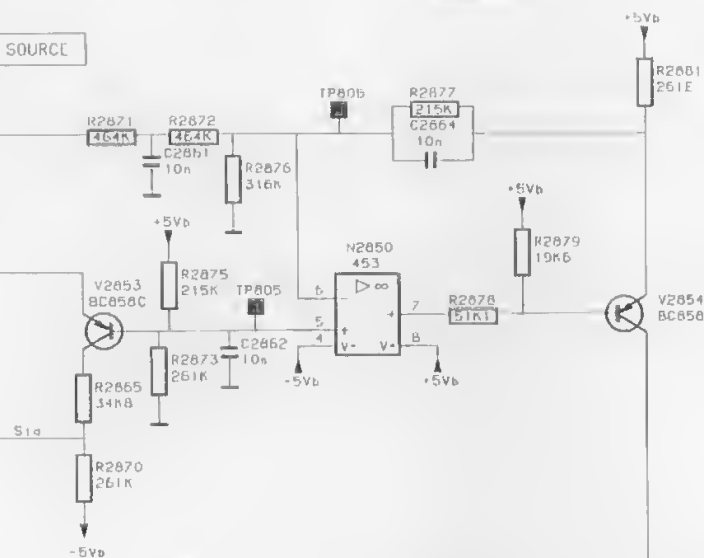 SOURCE
+5Vb
R2881
261E
TP806
R2877
215K
C2864
10n
R2871
464K
R2872
464K
C2861
10n
R2876
316K
+5Vb
+5Vb
R2879
19K6
N2850
453
V2853
BC858C
R2875
215K
TP805
6
-
▷∞
5
+
4
V-
+
7
V-
8
R2878
51K1
V2854
BC858
C2862
10n
R2873
261K
-5Vb
+5Vb
R2865
34K8
R2870
261K
-5Vb